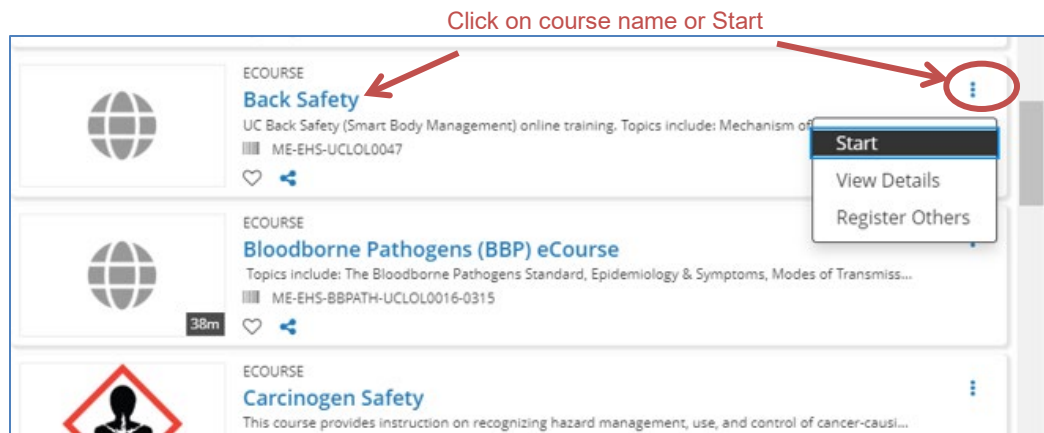 Click on course name or Start
ECOURSE
Back Safety
UC Back Safety (Smart Body Management) online training. Topics include: Mechanism of
ME-EHS-UCLOL0047
Start
View Details
Register Others
ECOURSE
Bloodborne Pathogens (BBP) eCourse
Topics include: The Bloodborne Pathogens Standard, Epidemiology & Symptoms, Modes of Transmiss...
ME-EHS-BBPATH-UCLOL0016-0315
38m
ECOURSE
Carcinogen Safety
This course provides instruction on recognizing hazard management, use, and control of cancer-causi...